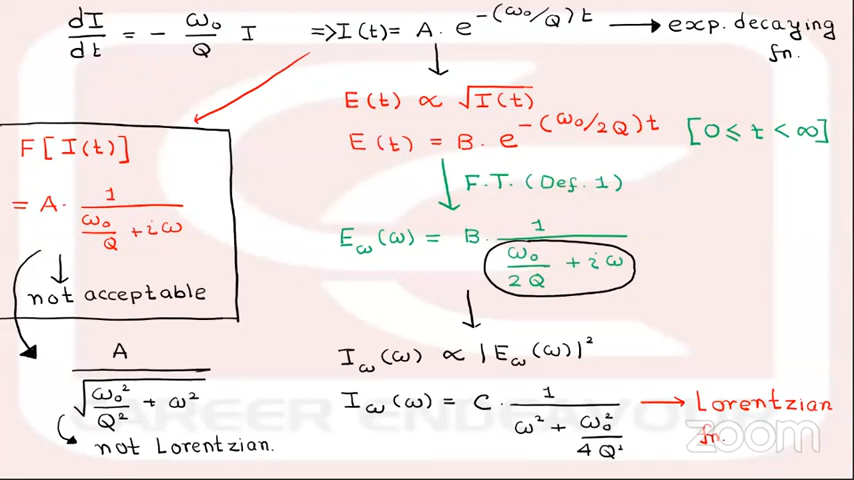 dI/dt = - ω₀/Q I ⇒ I(t) = A. e^-(ω₀/Q)t → exp. decaying fn.
E(t) ∝ √I(t)
E(t) = B. e^-(ω₀/2Q)t [0 ⩽ t < ∞]
F.T. (Def. 1)
E_ω(ω) = B. 1/(ω₀/2Q + iω)
I_ω(ω) ∝ |E_ω(ω)|²
I_ω(ω) = C. 1/(ω² + ω₀²/4Q²) → Lorentzian fn.
F[I(t)]
= A. 1/(ω₀/Q + iω)
not acceptable
A/√(ω₀²/Q² + ω²)
not Lorentzian.
CAREER ENDEAVOUR
zoom